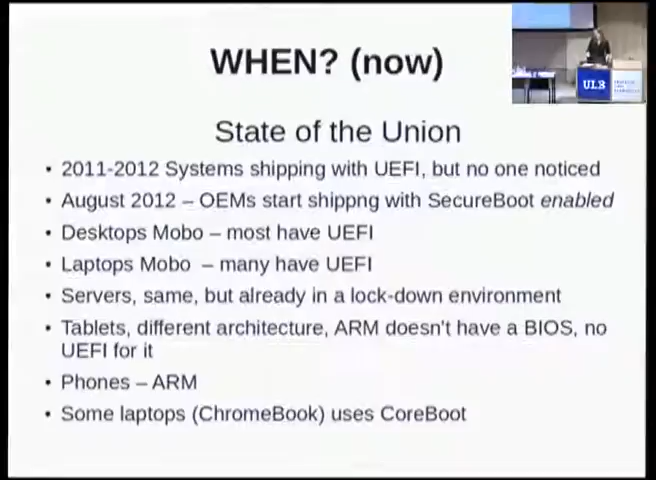 WHEN? (now)
State of the Union
• 2011-2012 Systems shipping with UEFI, but no one noticed
• August 2012 – OEMs start shippng with SecureBoot enabled
• Desktops Mobo – most have UEFI
• Laptops Mobo – many have UEFI
• Servers, same, but already in a lock-down environment
• Tablets, different architecture, ARM doesn't have a BIOS, no
UEFI for it
• Phones – ARM
• Some laptops (ChromeBook) uses CoreBoot
ULB